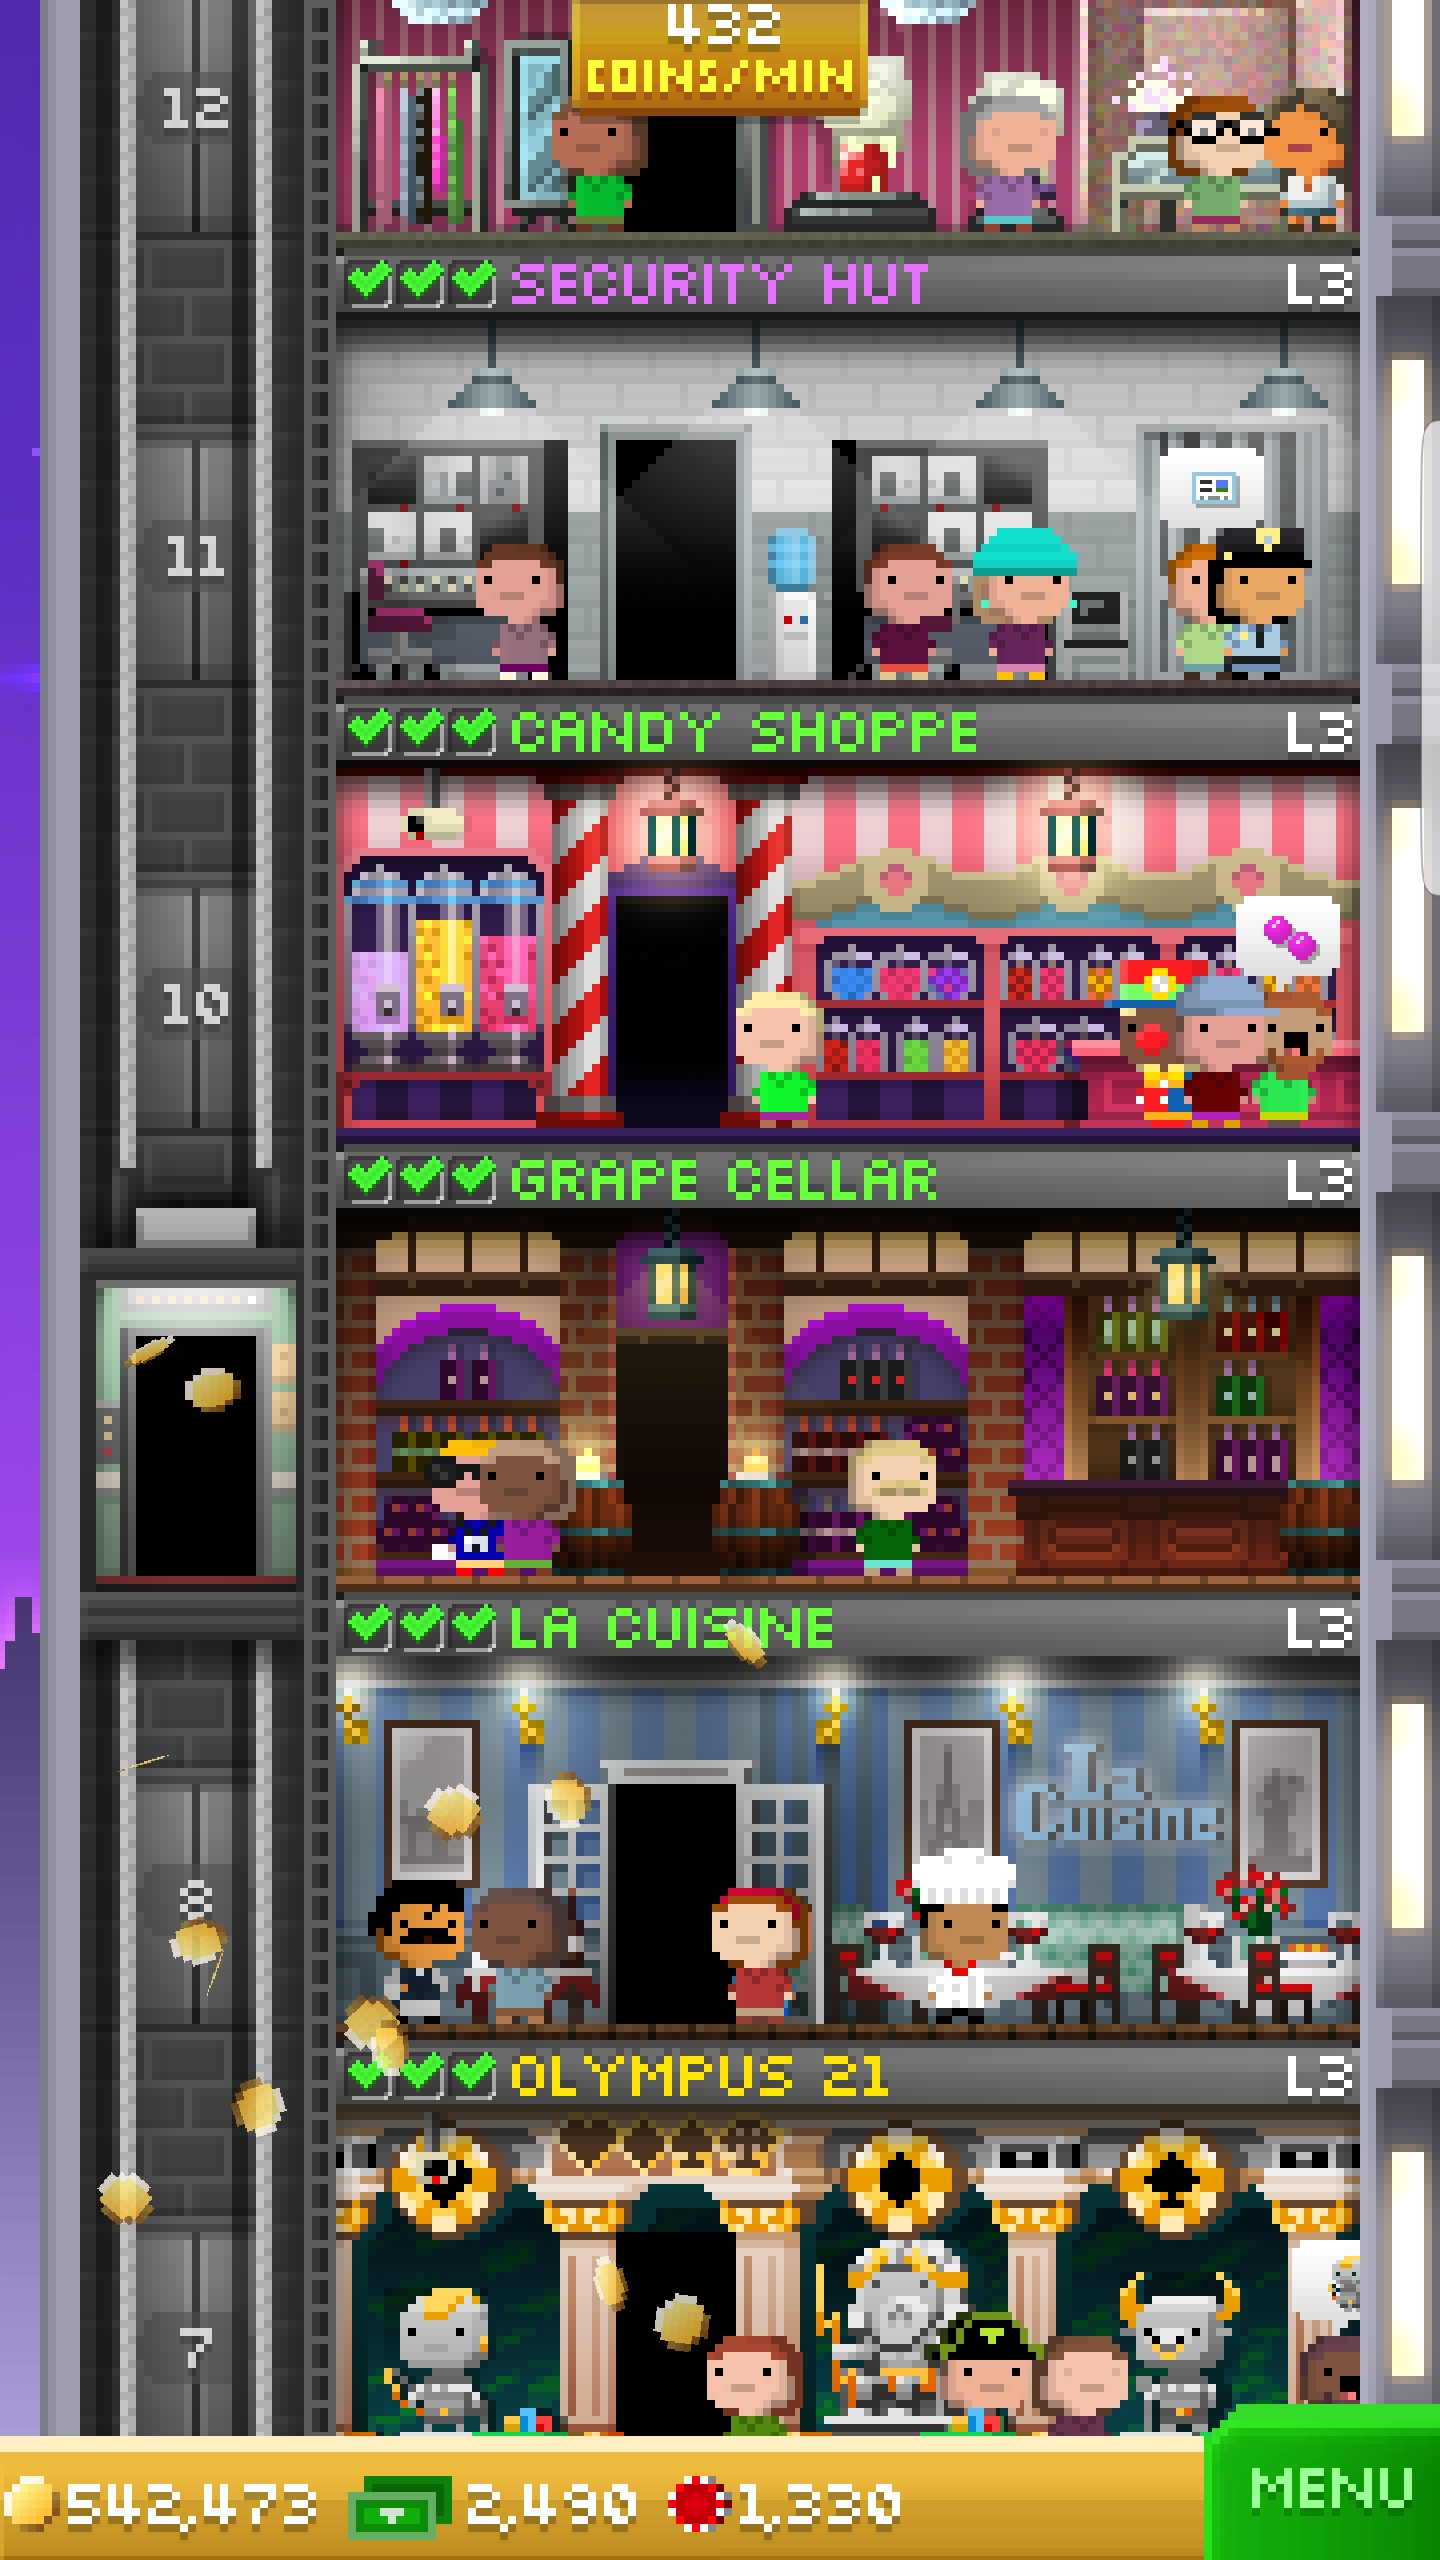 432
COINS/MIN
12
SECURITY HUT L3
11
CANDY SHOPPE L3
10
GRAPE CELLAR L3
LA CUISINE L3
La
Cuisine
8
OLYMPUS 21 L3
7
542,473 2,490 1,330
MENU